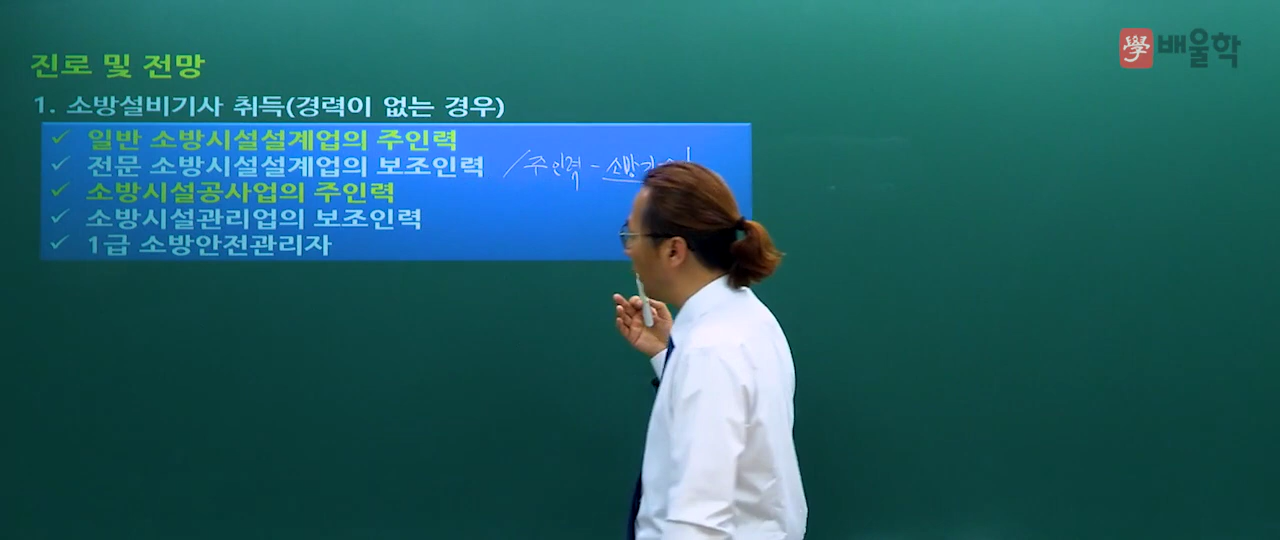 學 배울학
진로 및 전망
1. 소방설비기사 취득(경력이 없는 경우)
✓ 일반 소방시설설계업의 주인력
✓ 전문 소방시설설계업의 보조인력 / 주인력 -
✓ 소방시설공사업의 주인력
✓ 소방시설관리업의 보조인력
✓ 1급 소방안전관리자